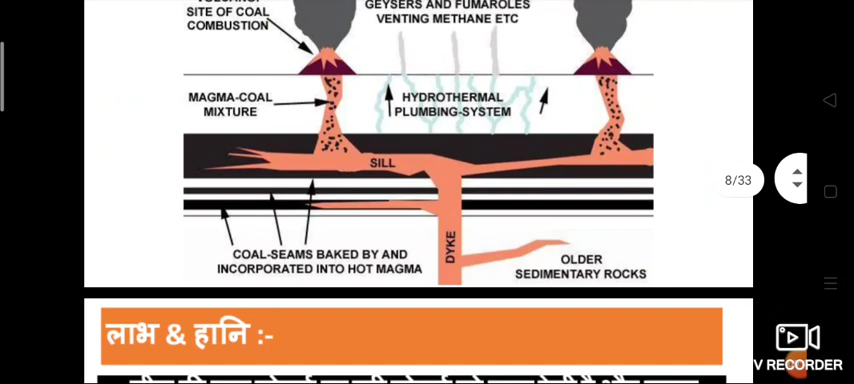 SITE OF COAL
COMBUSTION
GEYSERS AND FUMAROLES
VENTING METHANE ETC
MAGMA-COAL
MIXTURE
HYDROTHERMAL
PLUMBING-SYSTEM
SILL
8/33
DYKE
COAL-SEAMS BAKED BY AND
INCORPORATED INTO HOT MAGMA
OLDER
SEDIMENTARY ROCKS
लाभ & हानि :-
V RECORDER